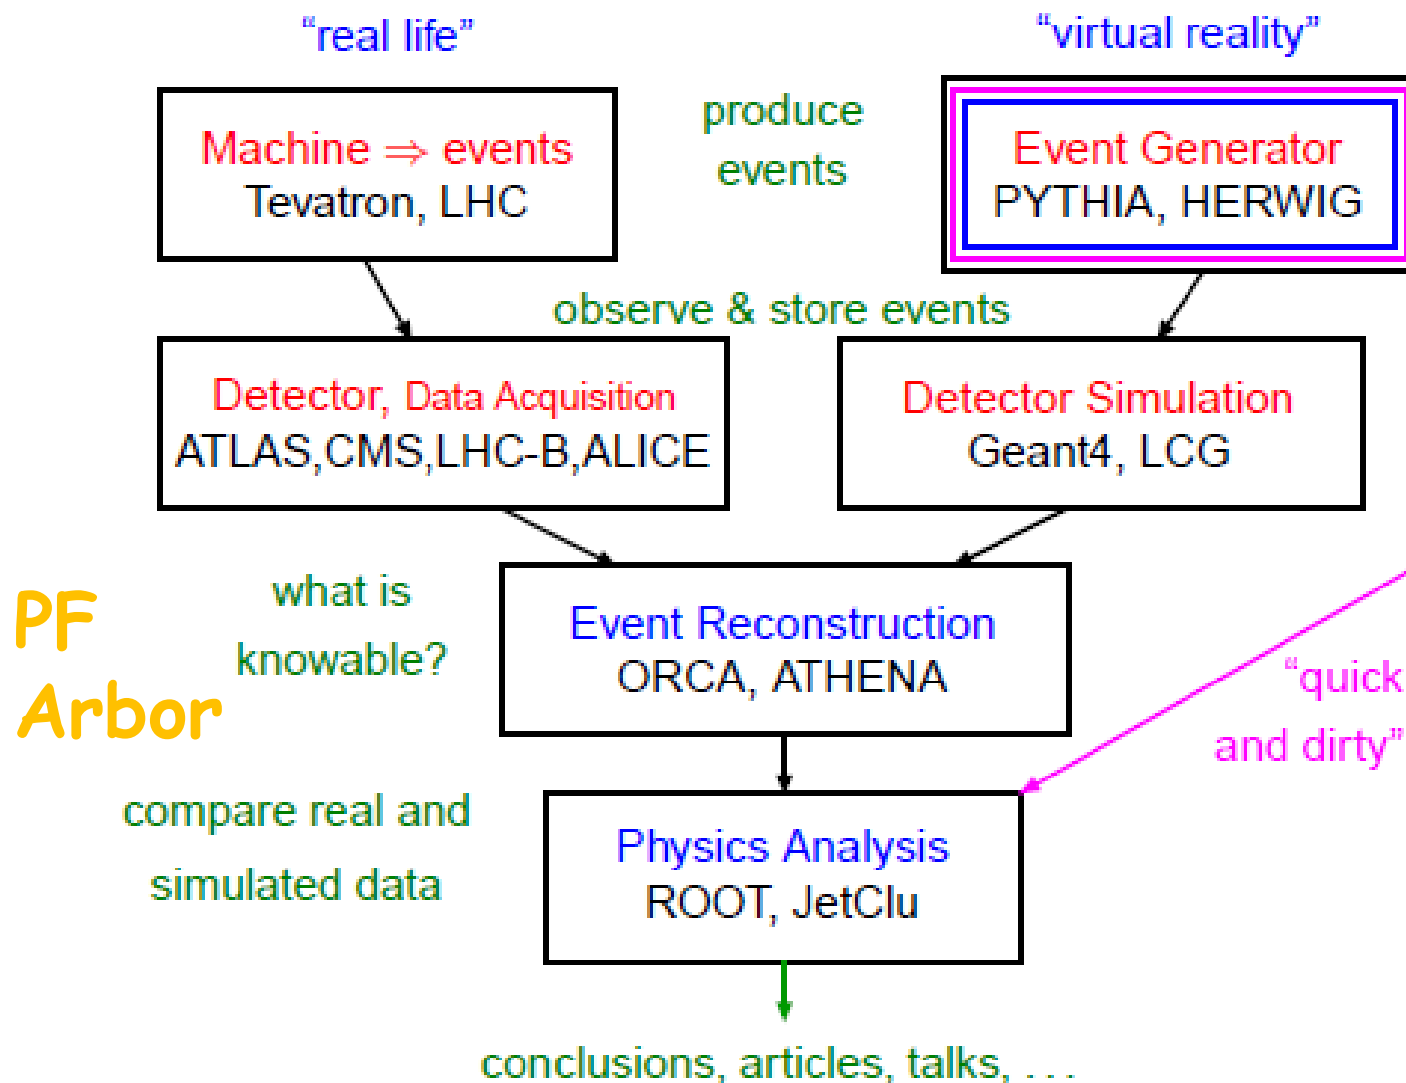 “real life”
“virtual reality”
Machine ⇒ events
Tevatron, LHC
produce
events
Event Generator
PYTHIA, HERWIG
observe & store events
Detector, Data Acquisition
ATLAS,CMS,LHC-B,ALICE
Detector Simulation
Geant4, LCG
PF
Arbor
what is
knowable?
Event Reconstruction
ORCA, ATHENA
“quick
and dirty”
compare real and
simulated data
Physics Analysis
ROOT, JetClu
conclusions, articles, talks, ...